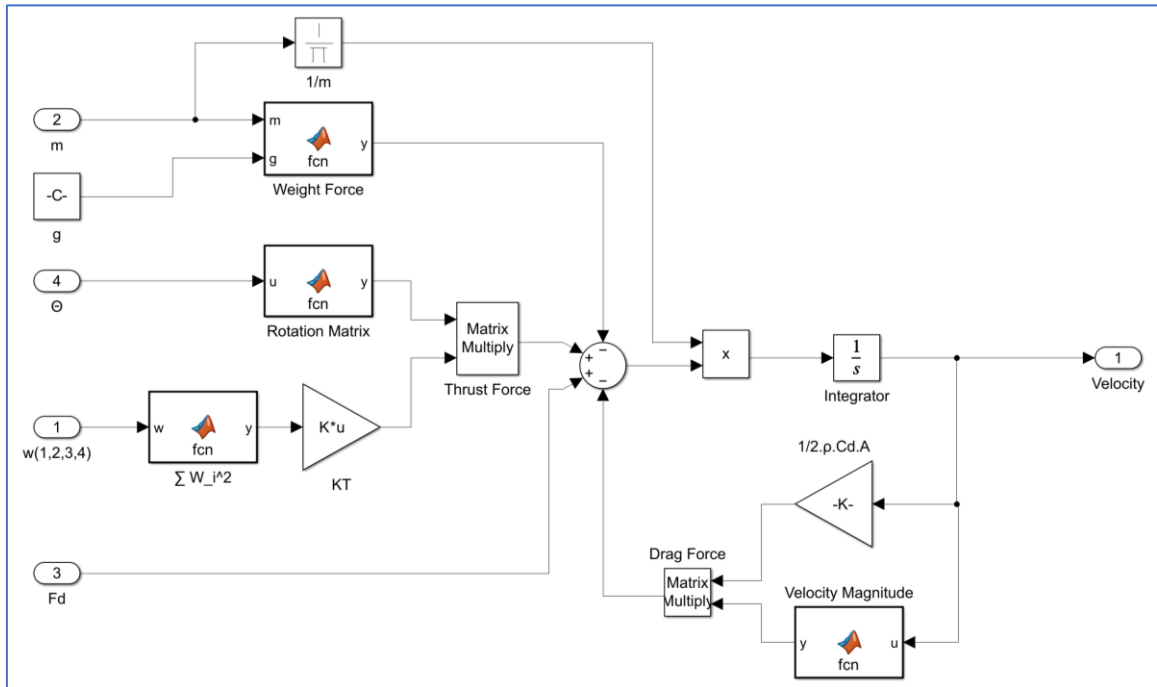 1
∏
1/m
2
m
m
g
y
fcn
Weight Force
-C-
g
4
Θ
u
y
fcn
Rotation Matrix
Matrix
Multiply
Thrust Force
+ −
+ −
x
1
s
Integrator
1
Velocity
1
w(1,2,3,4)
w
y
fcn
∑ W_i^2
K*u
KT
1/2.ρ.Cd.A
-K-
3
Fd
Drag Force
Matrix
Multiply
Velocity Magnitude
y
u
fcn